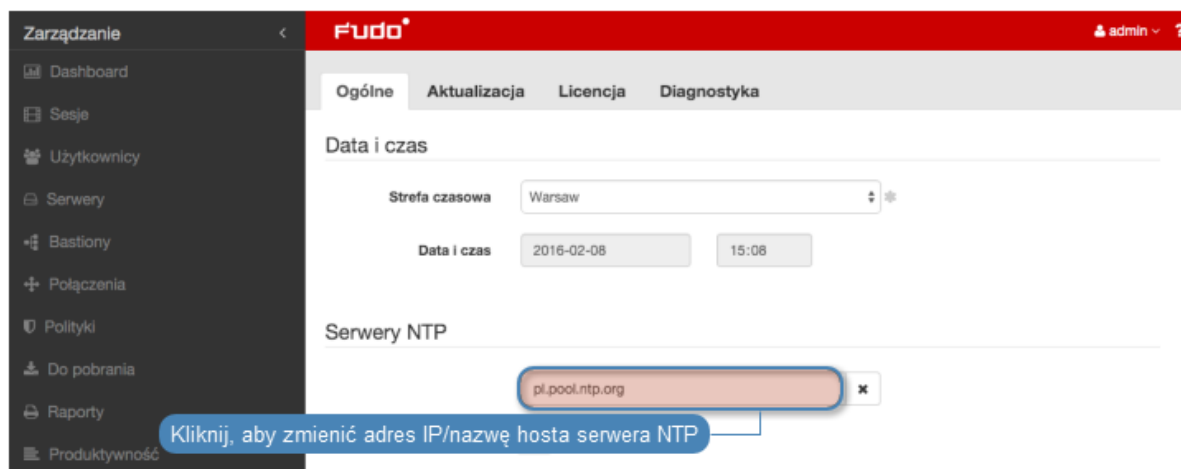 Zarządzanie
FUDO
admin
?
Dashboard
Sesje
Użytkownicy
Serwery
Bastiony
Połączenia
Polityki
Do pobrania
Raporty
Produktywność
Ogólne Aktualizacja Licencja Diagnostyka
Data i czas
Strefa czasowa Warsaw
Data i czas 2016-02-08 15:08
Serwery NTP
pl.pool.ntp.org
Kliknij, aby zmienić adres IP/nazwę hosta serwera NTP